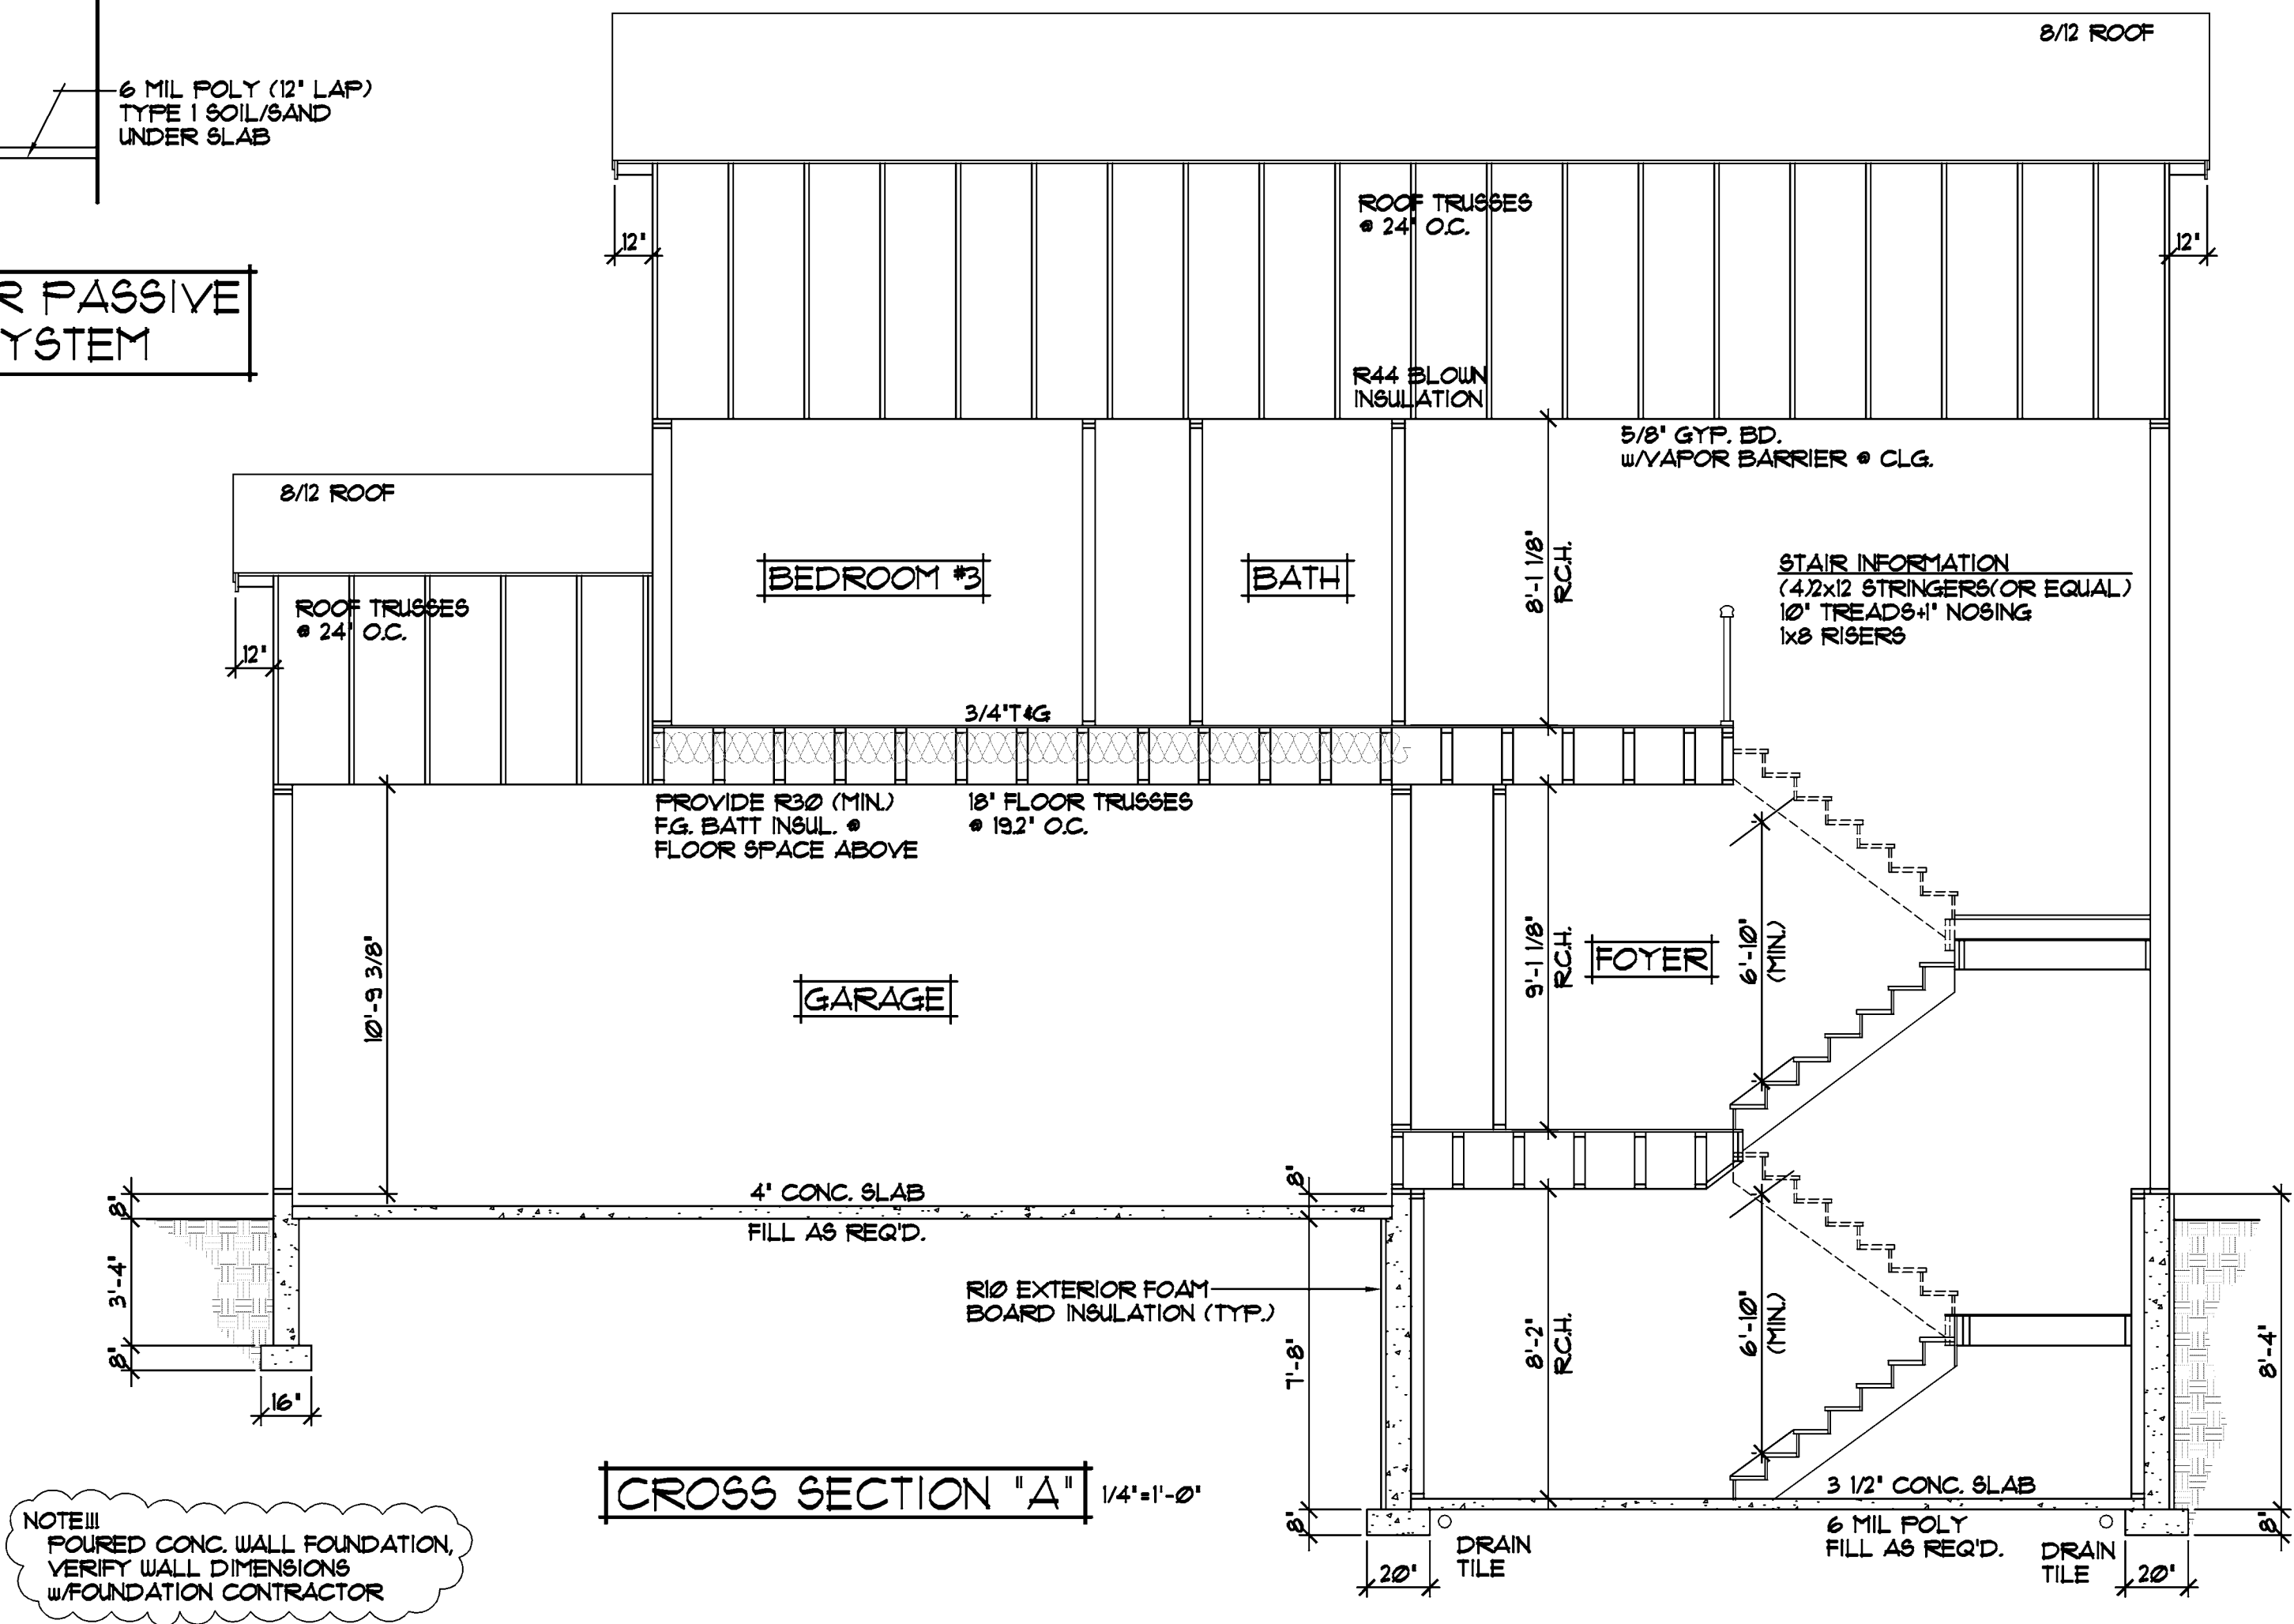 8/12 ROOF
6 MIL POLY (12" LAP)
TYPE 1 SOIL/SAND
UNDER SLAB
R PASSIVE
YSTEM
12"
ROOF TRUSSES
@ 24" O.C.
12"
R44 BLOWN
INSULATION
5/8" GYP. BD.
w/VAPOR BARRIER @ CLG.
8/12 ROOF
BEDROOM #3
BATH
8'-1 1/8"
R.C.H.
STAIR INFORMATION
(4)2x12 STRINGERS(OR EQUAL)
10" TREADS+1" NOSING
1x8 RISERS
ROOF TRUSSES
@ 24" O.C.
12"
3/4"T&G
PROVIDE R30 (MIN.)
F.G. BATT INSUL. @
FLOOR SPACE ABOVE
18" FLOOR TRUSSES
@ 19.2" O.C.
10'-9 3/8"
GARAGE
9'-1 1/8"
R.C.H.
FOYER
6'-10"
(MIN.)
8"
4" CONC. SLAB
FILL AS REQ'D.
8"
3'-4"
8"
16"
R10 EXTERIOR FOAM
BOARD INSULATION (TYP.)
7'-8"
8'-2"
R.C.H.
6'-10"
(MIN.)
8'-4"
CROSS SECTION "A"
1/4"=1'-0"
3 1/2" CONC. SLAB
6 MIL POLY
FILL AS REQ'D.
8"
8"
DRAIN
TILE
DRAIN
TILE
20"
20"
NOTE!!!
POURED CONC. WALL FOUNDATION,
VERIFY WALL DIMENSIONS
w/FOUNDATION CONTRACTOR